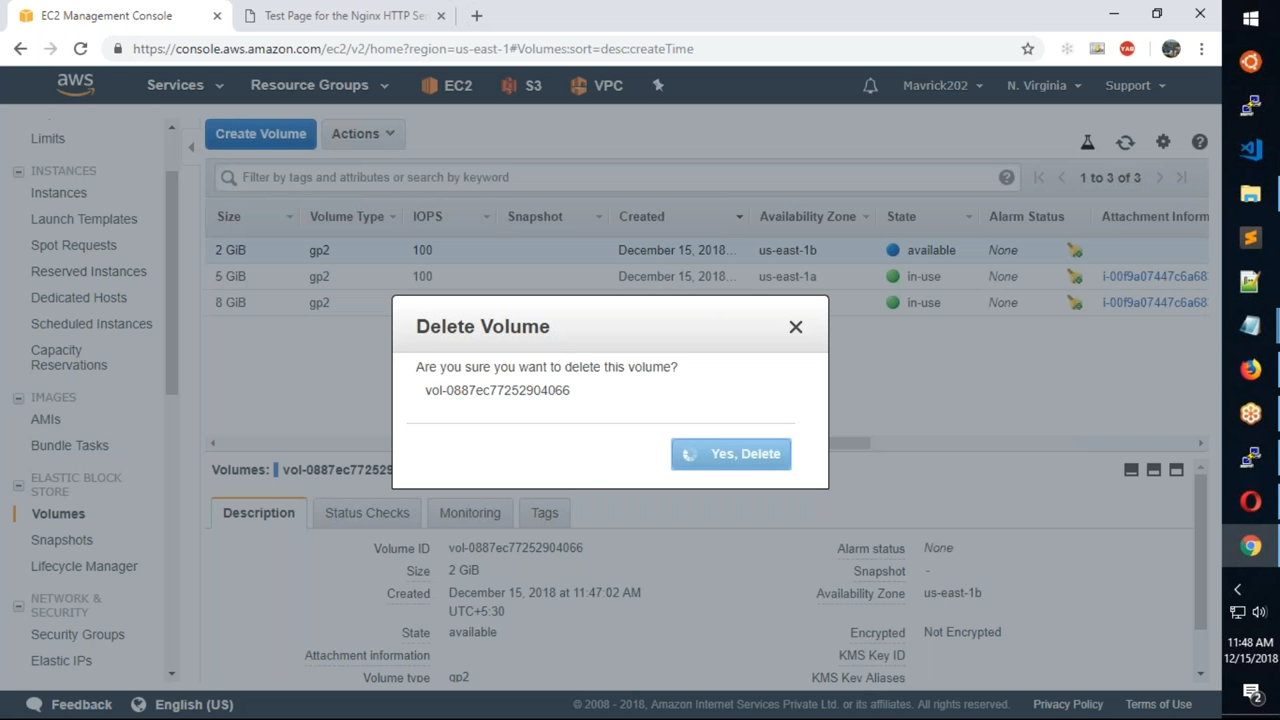 EC2 Management Console
Test Page for the Nginx HTTP Se
https://console.aws.amazon.com/ec2/v2/home?region=us-east-1#Volumes:sort=desc:createTime
YAB
aws
Services
Resource Groups
EC2
S3
VPC
Mavrick202
N. Virginia
Support
Limits
INSTANCES
Instances
Launch Templates
Spot Requests
Reserved Instances
Dedicated Hosts
Scheduled Instances
Capacity
Reservations
IMAGES
AMIs
Bundle Tasks
ELASTIC BLOCK
STORE
Volumes
Snapshots
Lifecycle Manager
NETWORK &
SECURITY
Security Groups
Elastic IPs
Create Volume
Actions
Filter by tags and attributes or search by keyword
1 to 3 of 3
Size Volume Type IOPS Snapshot Created Availability Zone State Alarm Status Attachment Inform
2 GiB gp2 100 December 15, 2018... us-east-1b available None
5 GiB gp2 100 December 15, 2018... us-east-1a in-use None i-00f9a07447c6a68
8 GiB gp2 in-use None i-00f9a07447c6a68
Delete Volume
Are you sure you want to delete this volume?
vol-0887ec77252904066
Yes, Delete
Volumes: vol-0887ec772529
Description
Status Checks
Monitoring
Tags
Volume ID vol-0887ec77252904066
Size 2 GiB
Created December 15, 2018 at 11:47:02 AM
UTC+5:30
State available
Attachment information
Volume type gp2
Alarm status None
Snapshot -
Availability Zone us-east-1b
Encrypted Not Encrypted
KMS Key ID
KMS Key Aliases
Feedback
English (US)
© 2008 - 2018, Amazon Internet Services Private Ltd. or its affiliates. All rights reserved.
Privacy Policy
Terms of Use
11:48 AM
12/15/2018
2